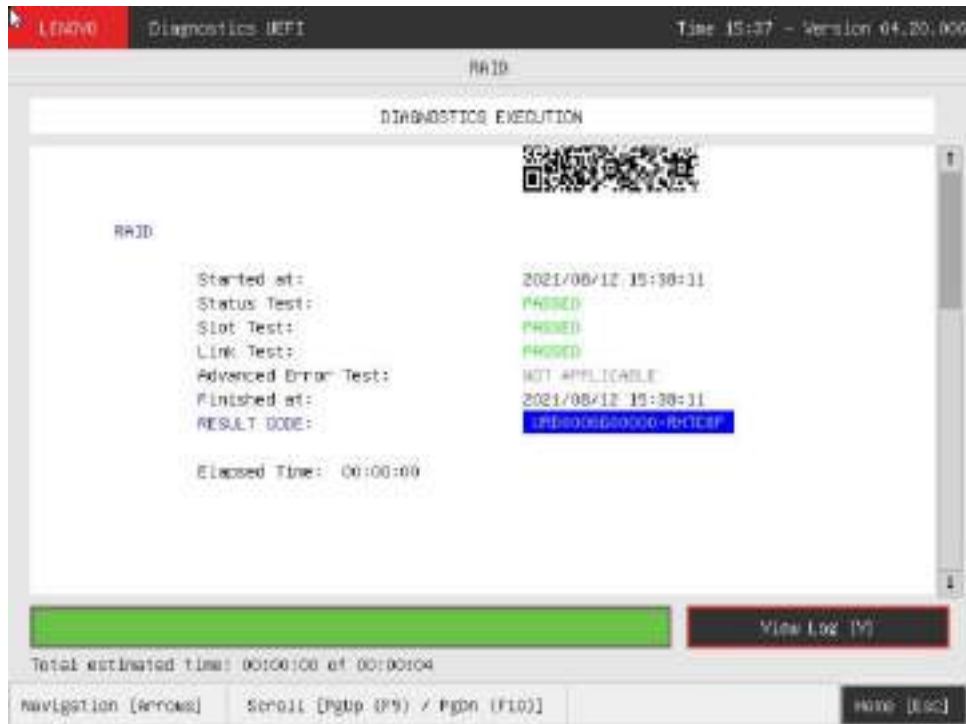 LENOVO Diagnostics UEFI Time 15:37 - Version 04.20.000
RAID
DIAGNOSTICS EXECUTION
RAID
Started at: 2021/08/12 15:38:11
Status Test: PASSED
Slot Test: PASSED
Link Test: PASSED
Advanced Error Test: NOT APPLICABLE
Finished at: 2021/08/12 15:38:11
RESULT CODE:
Elapsed Time: 00:00:00
View Log [V]
Total estimated time: 00:00:00 of 00:00:04
Navigation [Arrows] Scroll [PgUp (F9) / PgDn (F10)] Home [Esc]